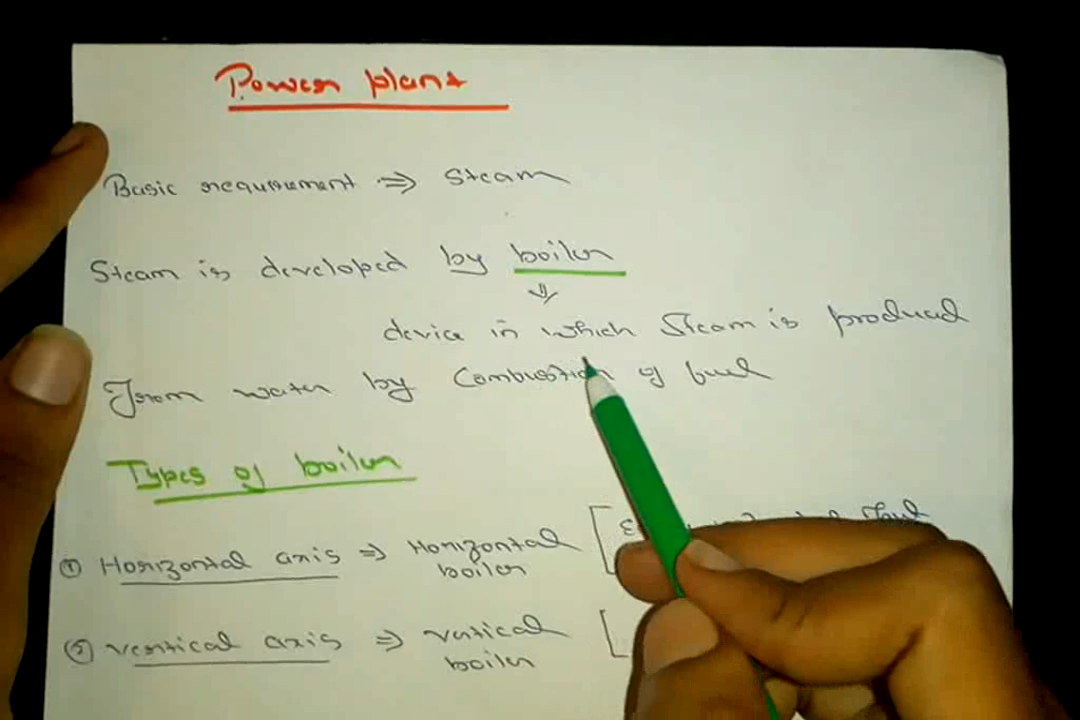 Power plant
Basic requirement ⇒ Steam
Steam is developed by boiler
⇓
device in which Steam is produced
From water by Combustion of fuel
Types of boiler
① Horizontal axis ⇒ Horizontal boiler [
② vertical axis ⇒ vertical boiler [